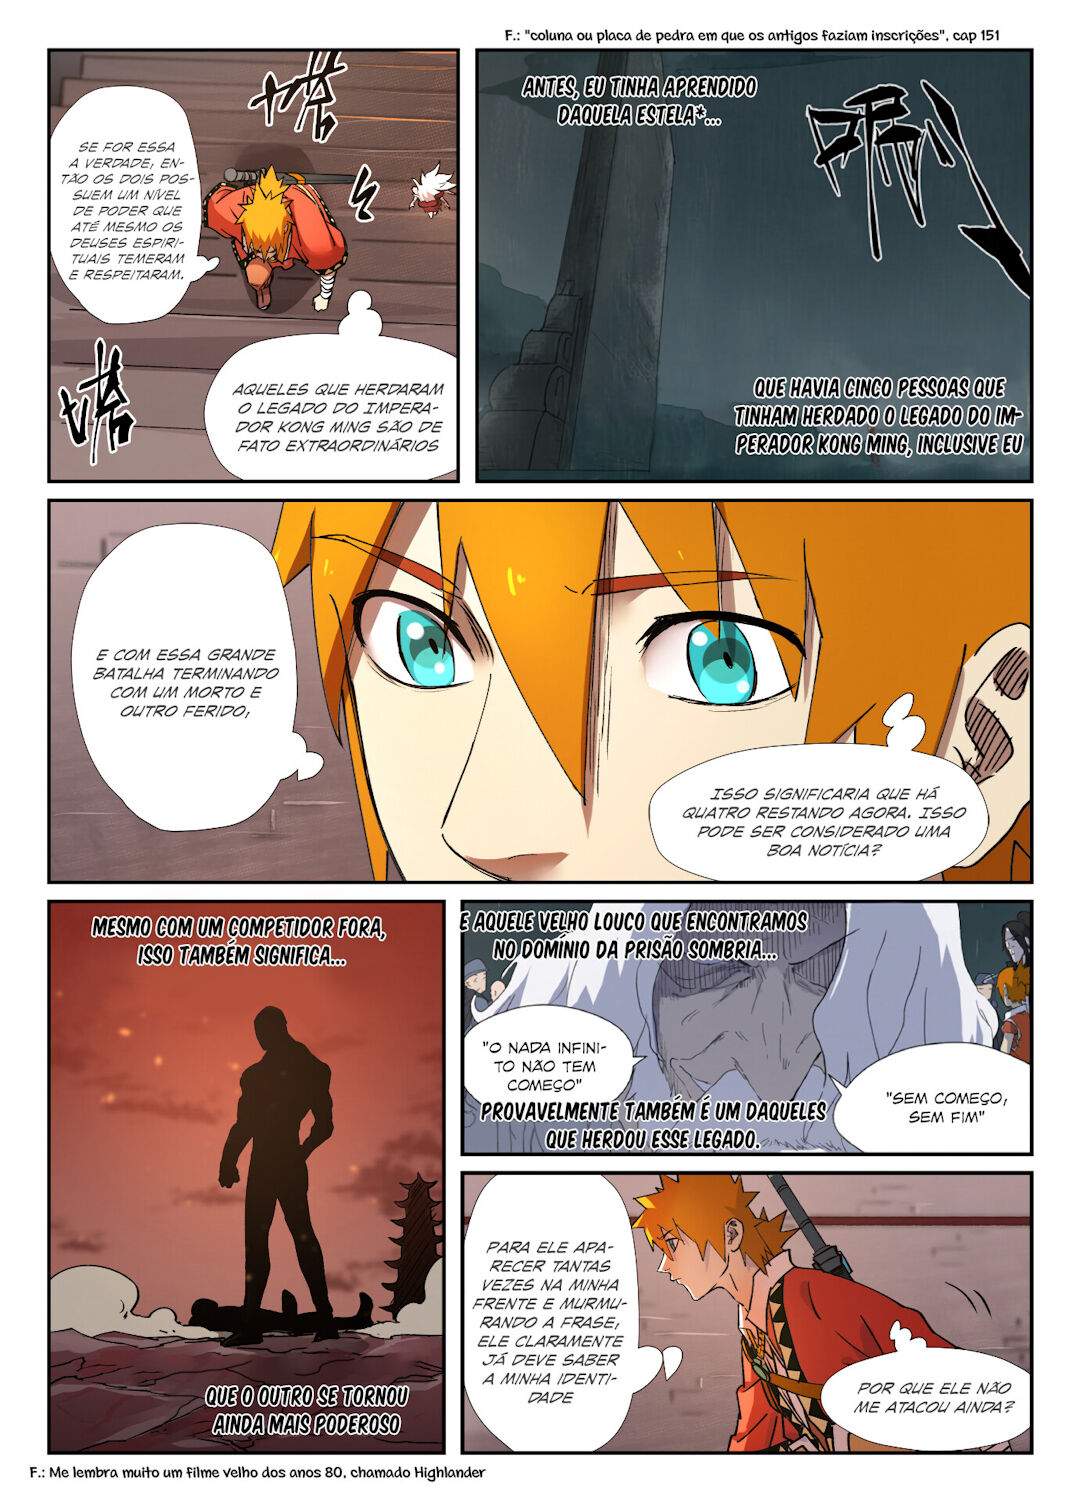 F.: "coluna ou placa de pedra em que os antigos faziam inscrições", cap 151
SE FOR ESSA
A VERDADE, EN-
TÃO OS DOIS POS-
SUEM UM NÍVEL
DE PODER QUE
ATÉ MESMO OS
DEUSES ESPIRI-
TUAIS TEMERAM
E RESPEITARAM.
AQUELES QUE HERDARAM
O LEGADO DO IMPERA-
DOR KONG MING SÃO DE
FATO EXTRAORDINÁRIOS
ANTES, EU TINHA APRENDIDO
DAQUELA ESTELA*...
QUE HAVIA CINCO PESSOAS QUE
TINHAM HERDADO O LEGADO DO IM-
PERADOR KONG MING, INCLUSIVE EU
E COM ESSA GRANDE
BATALHA TERMINANDO
COM UM MORTO E
OUTRO FERIDO,
ISSO SIGNIFICARIA QUE HÁ
QUATRO RESTANDO AGORA. ISSO
PODE SER CONSIDERADO UMA
BOA NOTÍCIA?
MESMO COM UM COMPETIDOR FORA,
ISSO TAMBÉM SIGNIFICA...
QUE O OUTRO SE TORNOU
AINDA MAIS PODEROSO
E AQUELE VELHO LOUCO QUE ENCONTRAMOS
NO DOMÍNIO DA PRISÃO SOMBRIA...
"O NADA INFINI-
TO NÃO TEM
COMEÇO"
"SEM COMEÇO,
SEM FIM"
PROVAVELMENTE TAMBÉM É UM DAQUELES
QUE HERDOU ESSE LEGADO.
PARA ELE APA-
RECER TANTAS
VEZES NA MINHA
FRENTE E MURMU-
RANDO A FRASE,
ELE CLARAMENTE
JÁ DEVE SABER
A MINHA IDENTI-
DADE
POR QUE ELE NÃO
ME ATACOU AINDA?
F.: Me lembra muito um filme velho dos anos 80, chamado Highlander